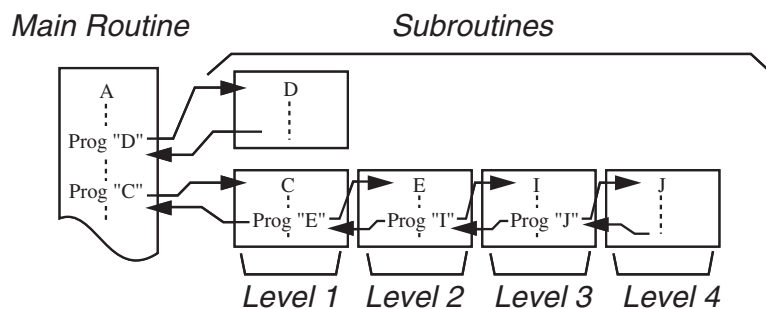 Main Routine Subroutines
A D
Prog "D"
Prog "C" C E I J
Prog "E" Prog "I" Prog "J"
Level 1 Level 2 Level 3 Level 4